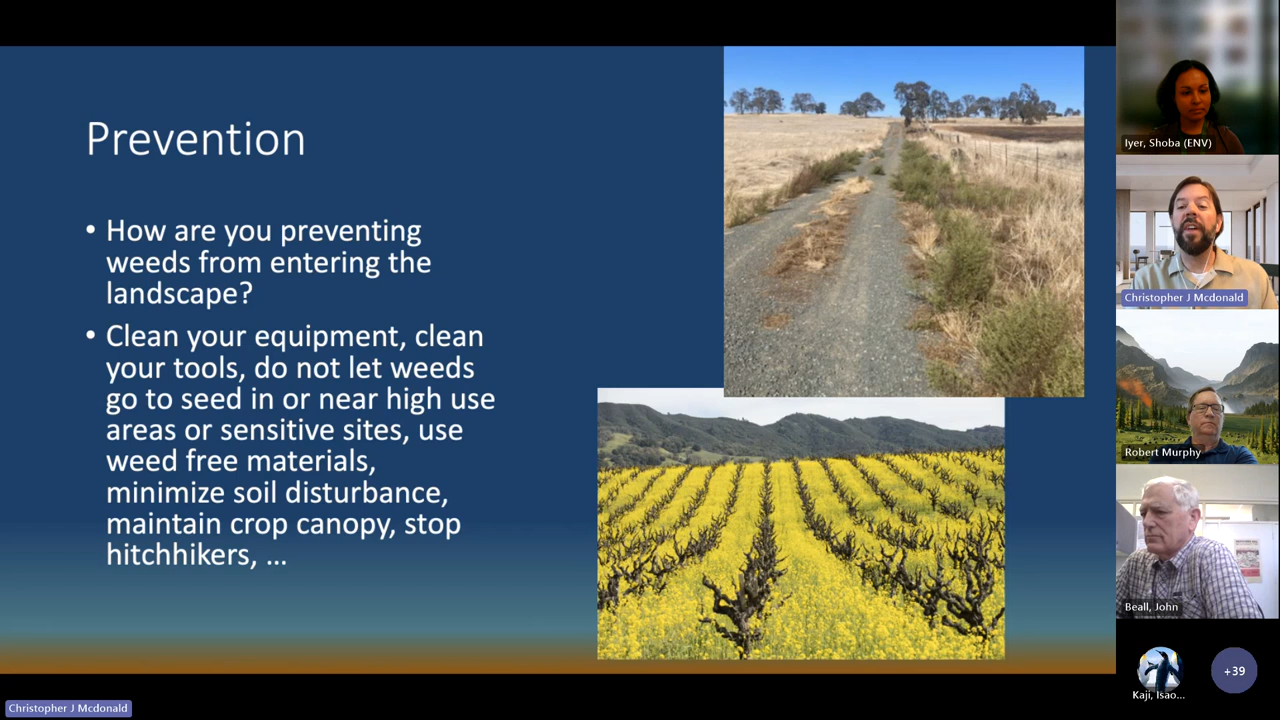 Prevention
• How are you preventing
weeds from entering the
landscape?
• Clean your equipment, clean
your tools, do not let weeds
go to seed in or near high use
areas or sensitive sites, use
weed free materials,
minimize soil disturbance,
maintain crop canopy, stop
hitchhikers, ...
Iyer, Shoba (ENV)
Christopher J Mcdonald
Robert Murphy
Beall, John
Kaji, Isao...
+39
Christopher J Mcdonald